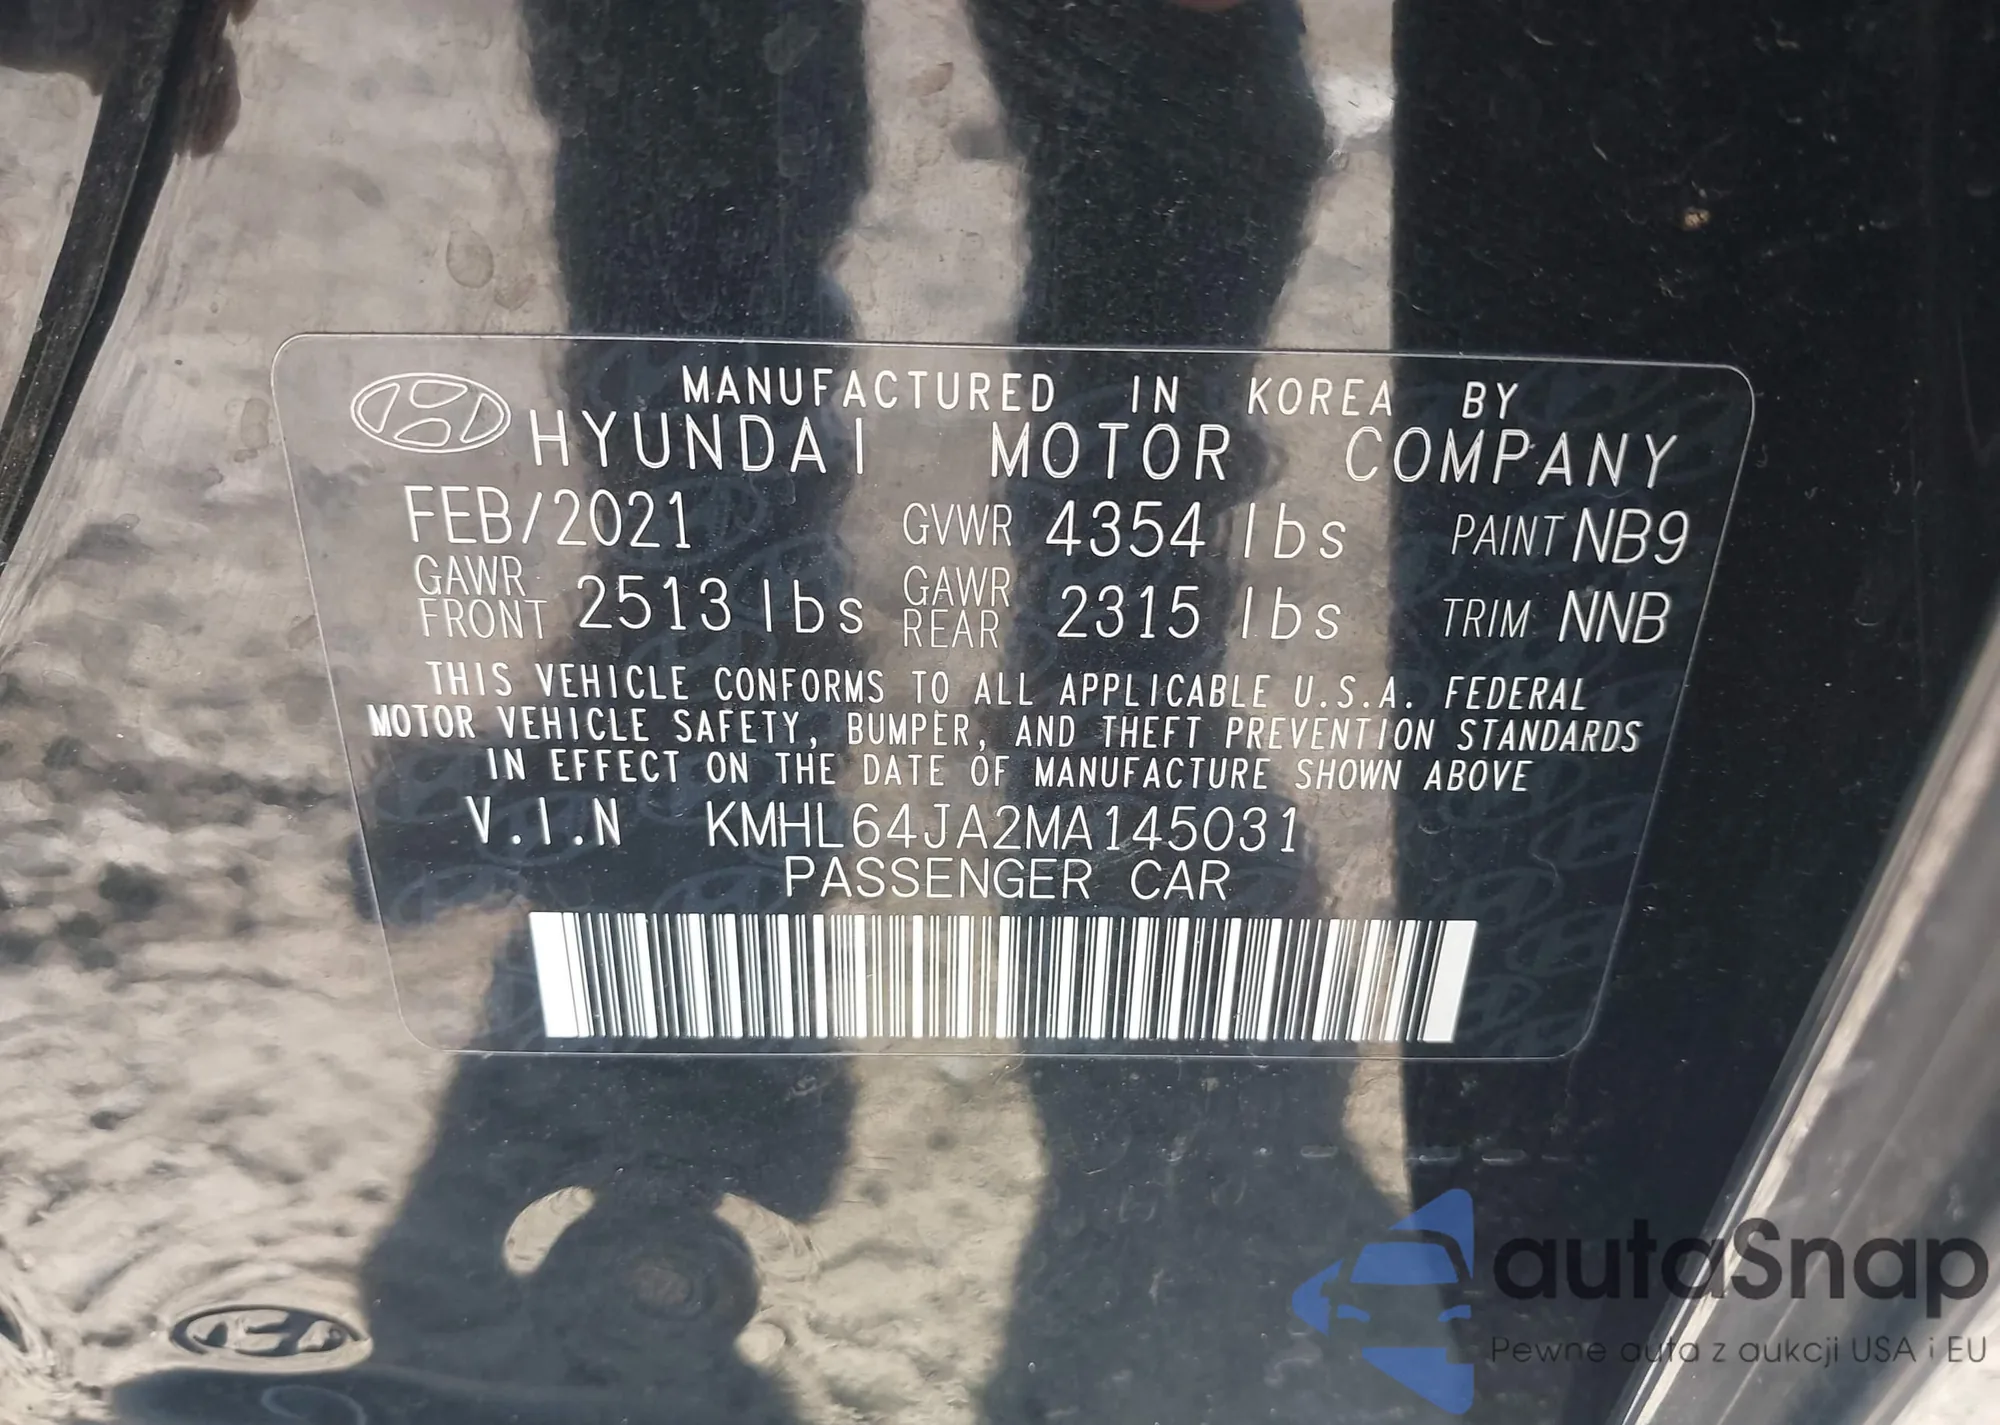 MANUFACTURED IN KOREA BY
HYUNDAI MOTOR COMPANY
FEB/2021 GVWR 4354 lbs PAINT NB9
GAWR FRONT 2513 lbs GAWR REAR 2315 lbs TRIM NNB
THIS VEHICLE CONFORMS TO ALL APPLICABLE U.S.A. FEDERAL
MOTOR VEHICLE SAFETY, BUMPER, AND THEFT PREVENTION STANDARDS
IN EFFECT ON THE DATE OF MANUFACTURE SHOWN ABOVE
V.I.N KMHL64JA2MA145031
PASSENGER CAR
autaSnap
Pewne auta z aukcji USA i EU